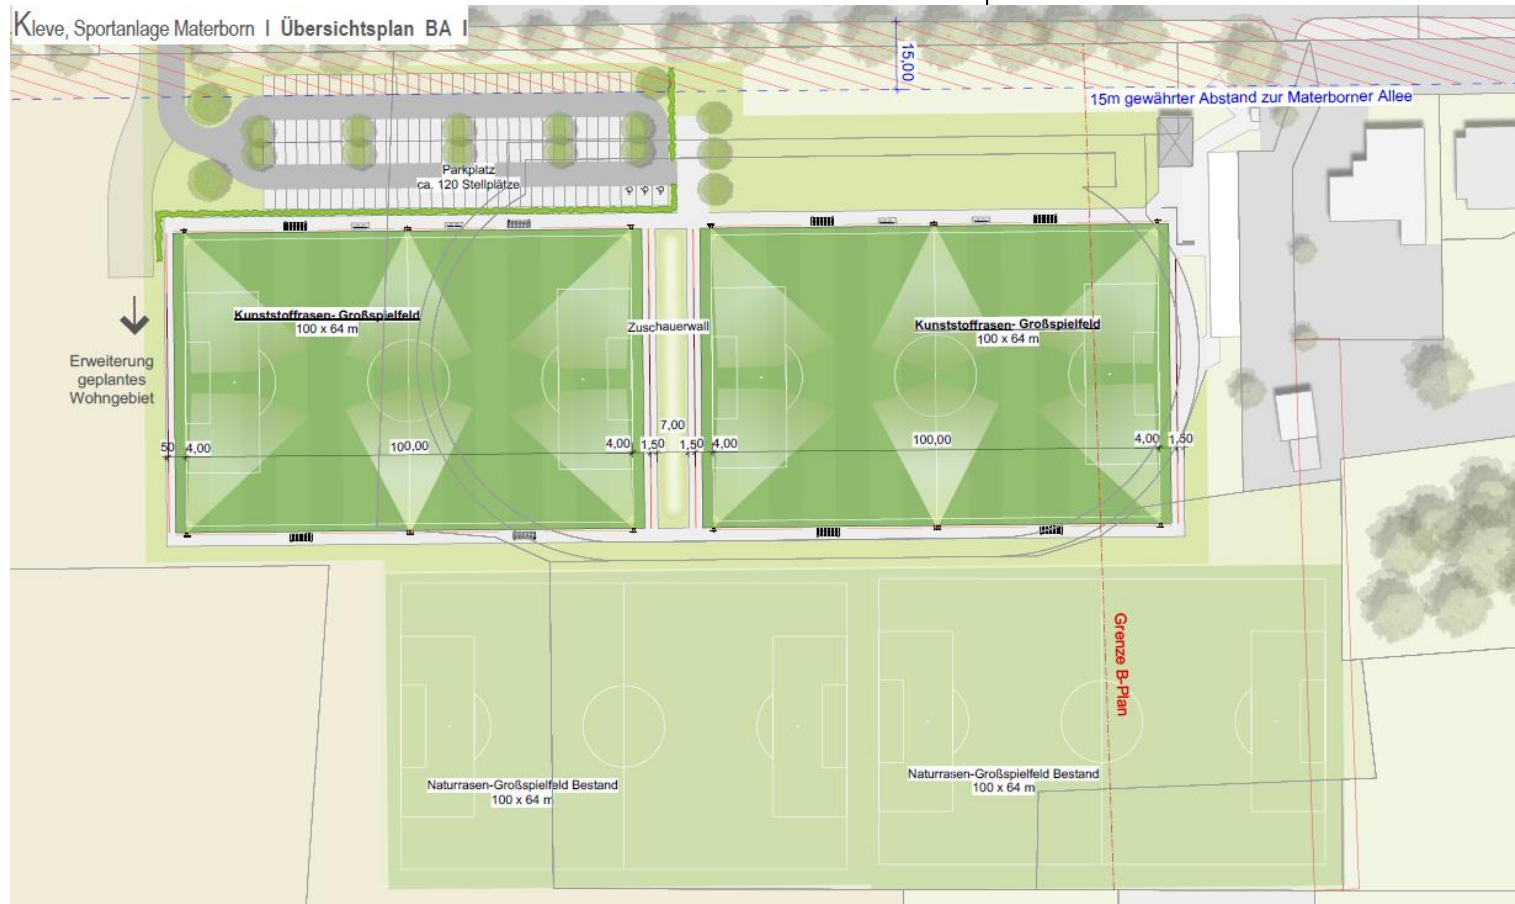 Kleve, Sportanlage Materborn I Übersichtsplan BA I
15,00
15m gewährter Abstand zur Materborner Allee
Parkplatz
ca. 120 Stellplätze
Kunststoffrasen- Großspielfeld
100 x 64 m
Zuschauerwall
Kunststoffrasen- Großspielfeld
100 x 64 m
Erweiterung
geplantes
Wohngebiet
50 4,00 100,00 4,00 1,50 7,00 1,50 4,00 100,00 4,00 1,50
Grenze B-Plan
Naturrasen-Großspielfeld Bestand
100 x 64 m
Naturrasen-Großspielfeld Bestand
100 x 64 m